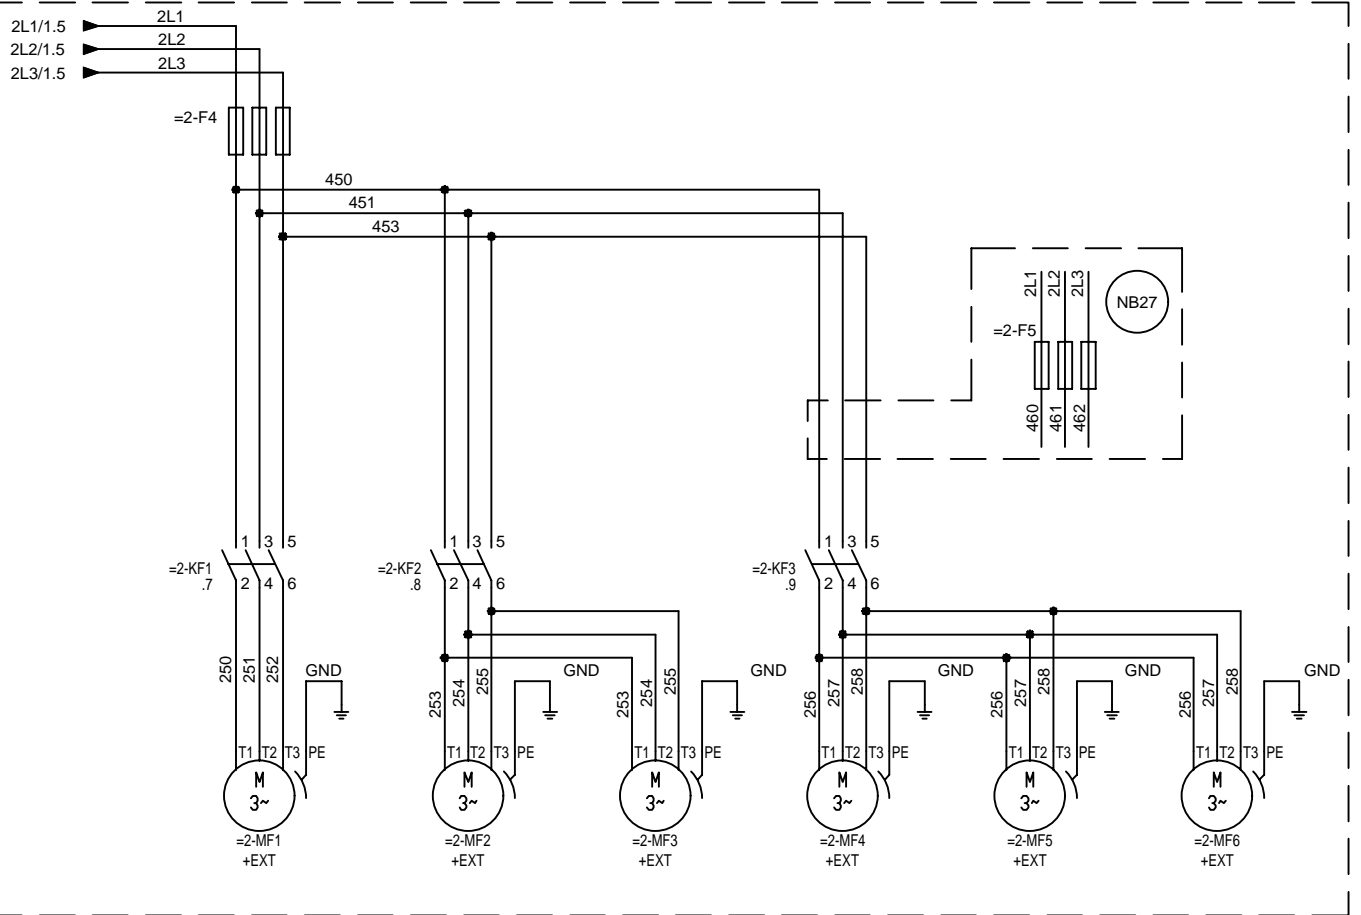 2L1/1.5 2L1
2L2/1.5 2L2
2L3/1.5 2L3
=2-F4
450
451
453
2L1 2L2 2L3 NB27
=2-F5
460 461 462
1 3 5 1 3 5 1 3 5
=2-KF1 =2-KF2 =2-KF3
.7 2 4 6 .8 2 4 6 .9 2 4 6
250 251 252 GND 253 254 255 GND 253 254 255 GND 256 257 258 GND 256 257 258 GND 256 257 258 GND
T1 T2 T3 PE T1 T2 T3 PE T1 T2 T3 PE T1 T2 T3 PE T1 T2 T3 PE T1 T2 T3 PE
M M M M M M
3~ 3~ 3~ 3~ 3~ 3~
=2-MF1 =2-MF2 =2-MF3 =2-MF4 =2-MF5 =2-MF6
+EXT +EXT +EXT +EXT +EXT +EXT